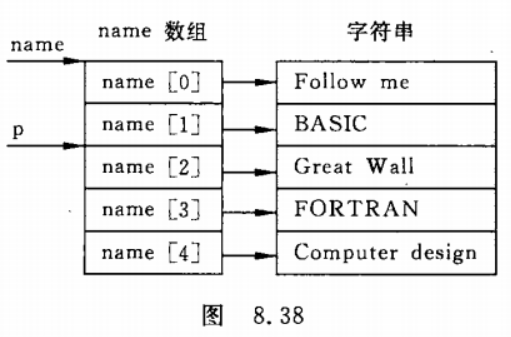 name 数组 字符串
name
name [0] Follow me
name [1] BASIC
p
name [2] Great Wall
name [3] FORTRAN
name [4] Computer design
图 8.38